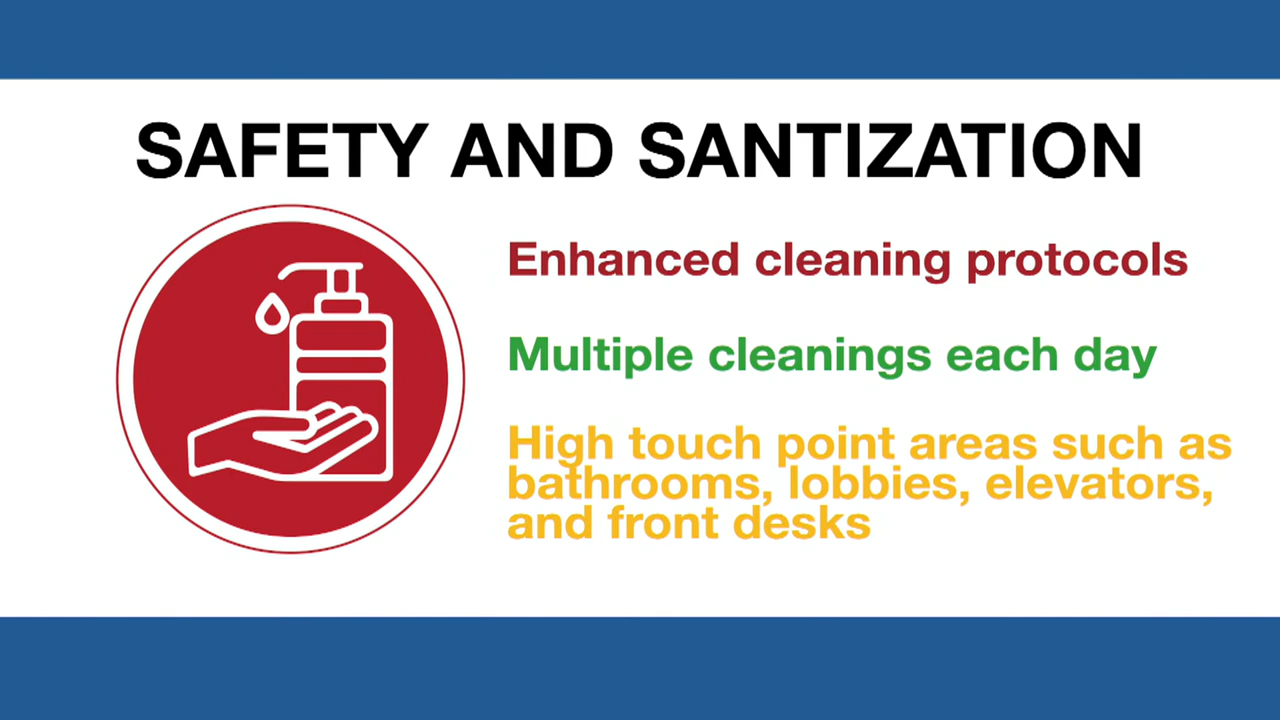 SAFETY AND SANTIZATION
Enhanced cleaning protocols
Multiple cleanings each day
High touch point areas such as
bathrooms, lobbies, elevators,
and front desks